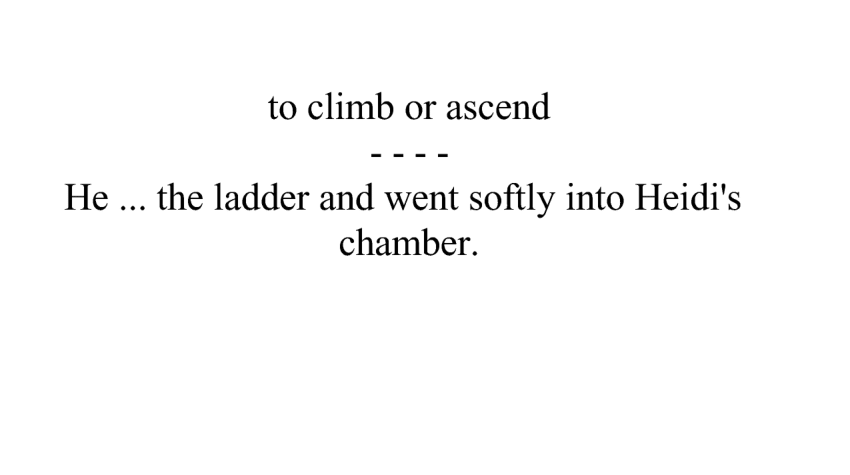 to climb or ascend
- - - -
He ... the ladder and went softly into Heidi's
chamber.